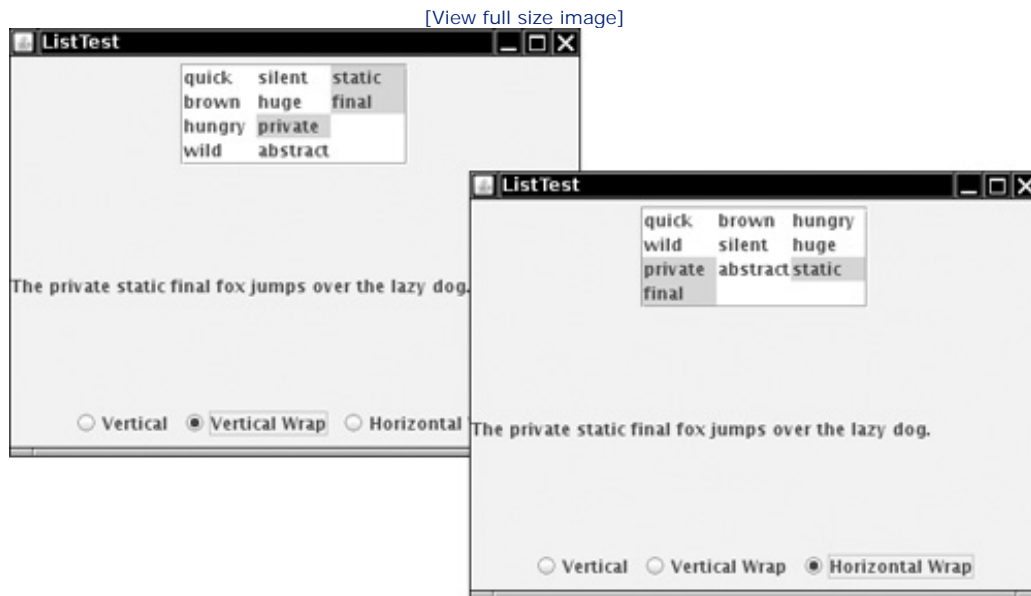 [View full size image]
ListTest
quick silent static
brown huge final
hungry private
wild abstract
The private static final fox jumps over the lazy dog.
Vertical Vertical Wrap Horizontal
ListTest
quick brown hungry
wild silent huge
private abstract static
final
The private static final fox jumps over the lazy dog.
Vertical Vertical Wrap Horizontal Wrap